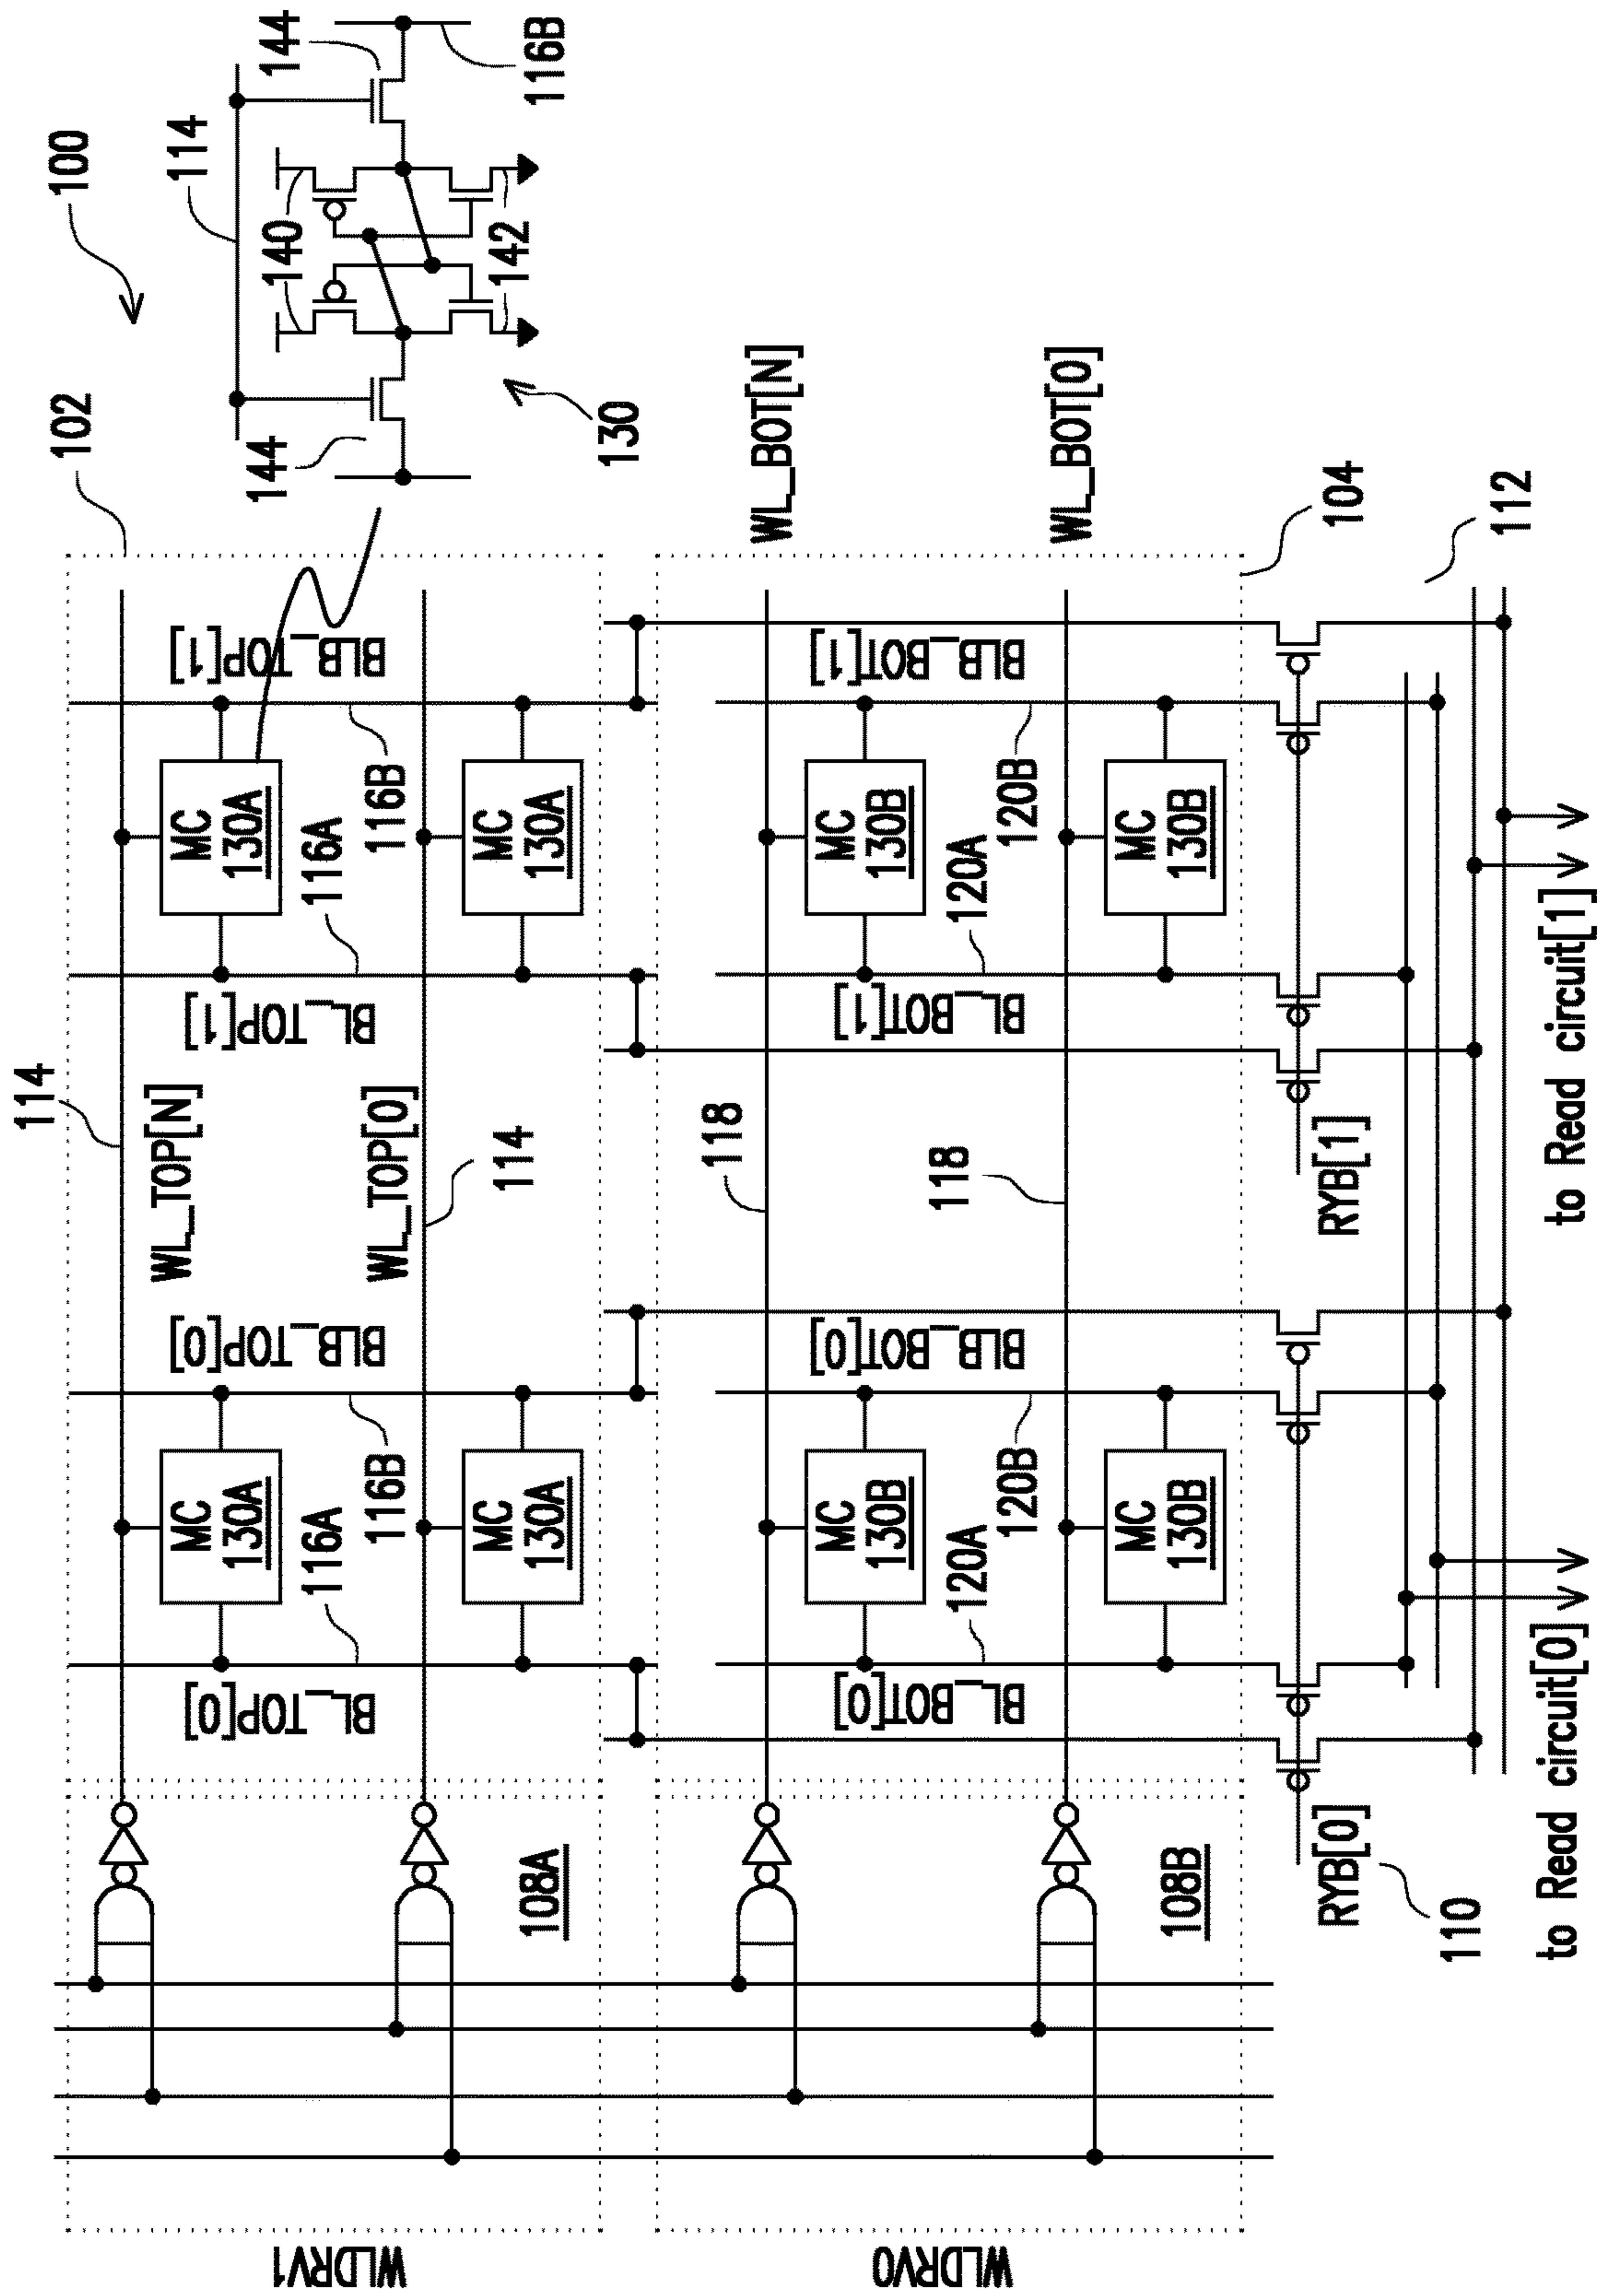 100
102
114
WL_TOP[N]
114
WL_TOP[0]
114
BL_TOP[0]
BLB_TOP[0]
BL_TOP[1]
BLB_TOP[1]
MC
130A
MC
130A
MC
130A
MC
130A
116A
116B
116A
116B
108A
WLDRV1
114
144
144
140
142
116B
130
WL_BOT[N]
WL_BOT[0]
118
118
BL_BOT[0]
BLB_BOT[0]
BL_BOT[1]
BLB_BOT[1]
MC
130B
MC
130B
MC
130B
MC
130B
120A
120B
120A
120B
108B
WLDRV0
104
112
RYB[0]
RYB[1]
110
to Read circuit[0]
to Read circuit[1]